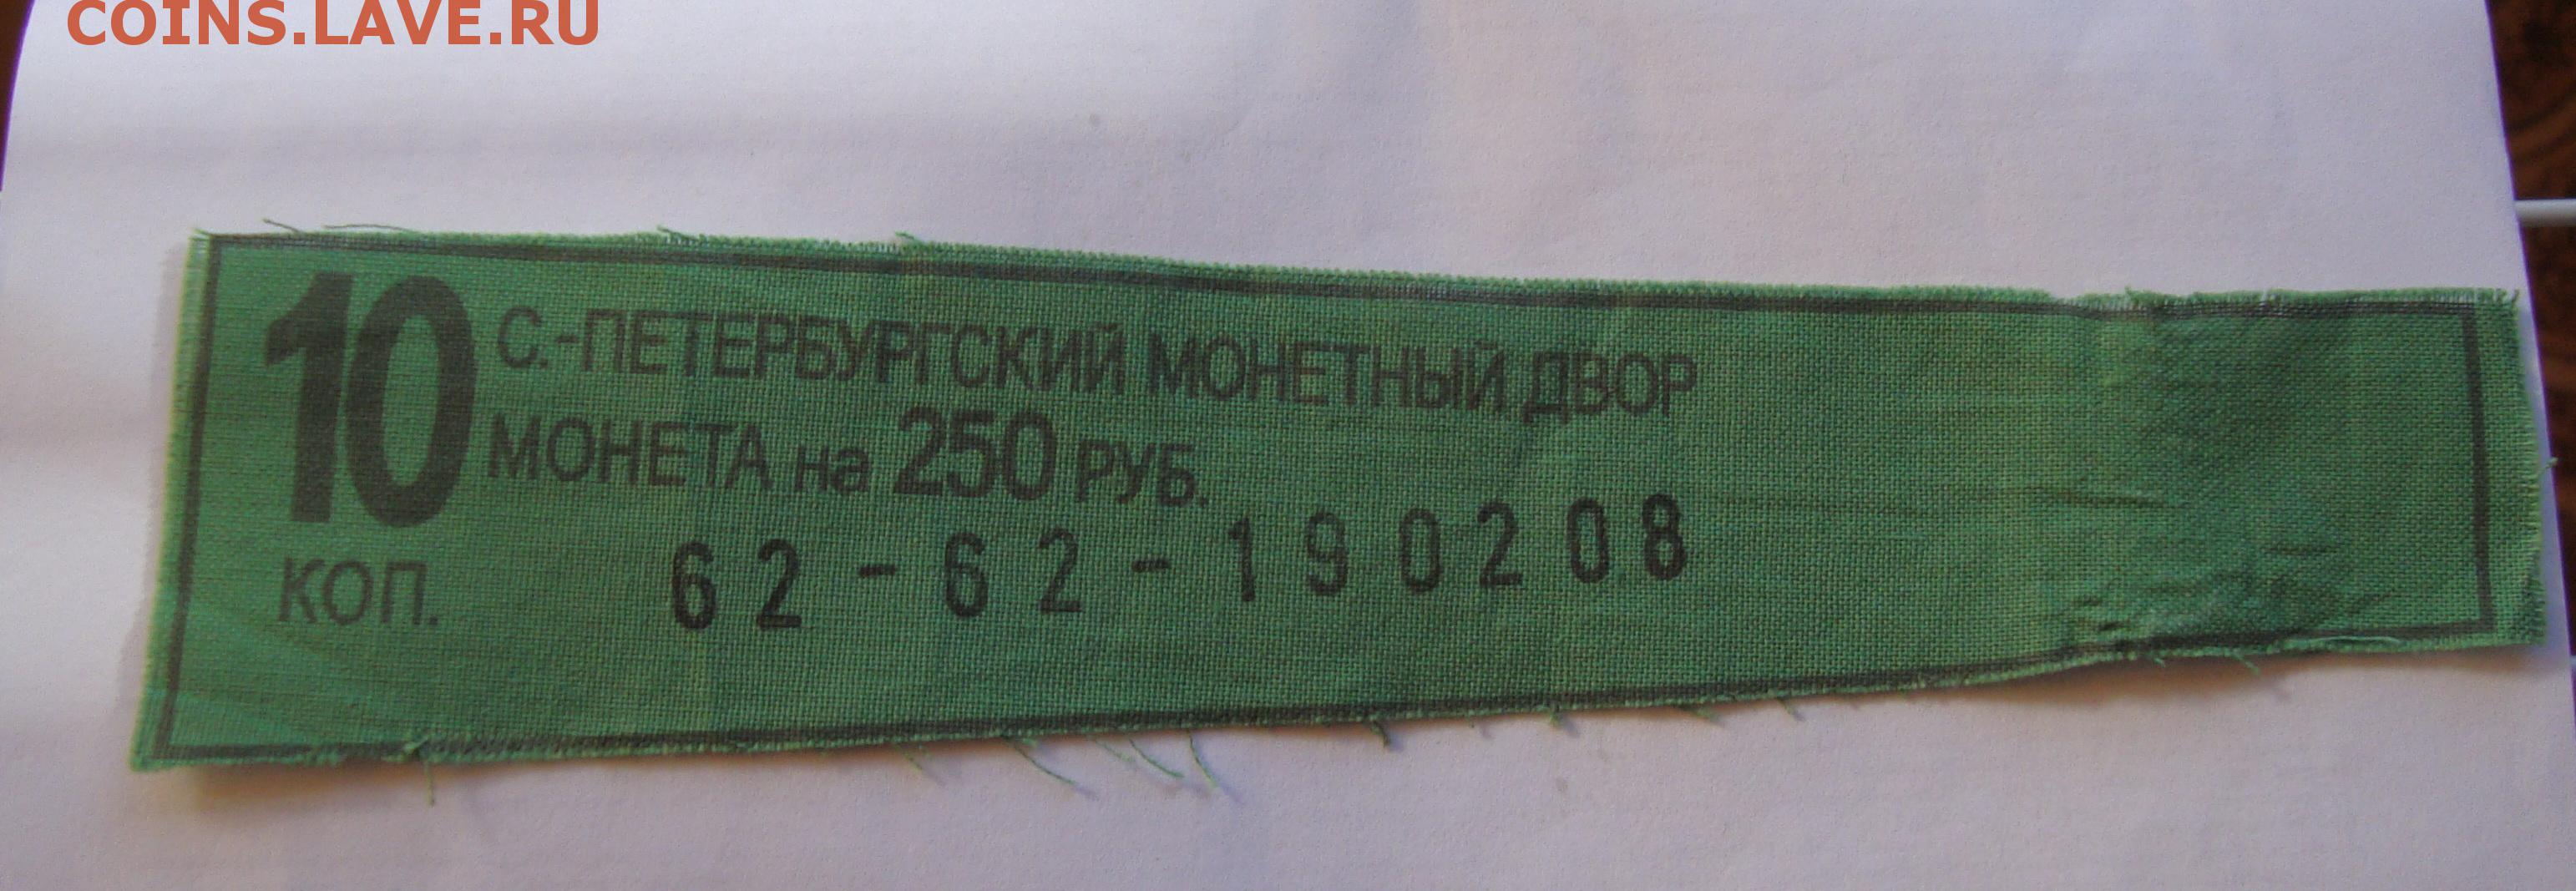 COINS.LAVE.RU
10 С.-ПЕТЕРБУРГСКИЙ МОНЕТНЫЙ ДВОР
МОНЕТА на 250 РУБ.
КОП. 62-62-190208